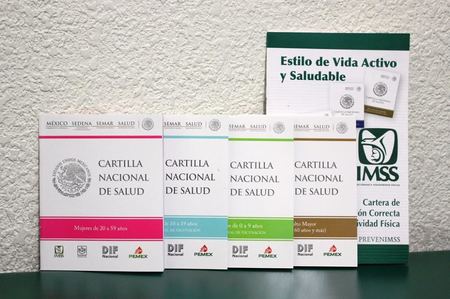 Estilo de Vida Activo
y Saludable
IMSS
Cartera de
ón Correcta
ividad Física
PREVENIMSS
MÉXICO SEDENA SEMAR SALUD
CARTILLA
NACIONAL
DE SALUD
Mujeres de 20 a 59 años
IMSS
DIF
Nacional
PEMEX
SEMAR SALUD
CARTILLA
NACIONAL
DE SALUD
10 a 19 años
DIF
Nacional
PEMEX
SEMAR SALUD
CARTILLA
NACIONAL
DE SALUD
de 0 a 9 años
DIF
Nacional
PEMEX
SEMAR SALUD
CARTILLA
NACIONAL
DE SALUD
lto Mayor
60 años y más)
DIF
Nacional
PEMEX